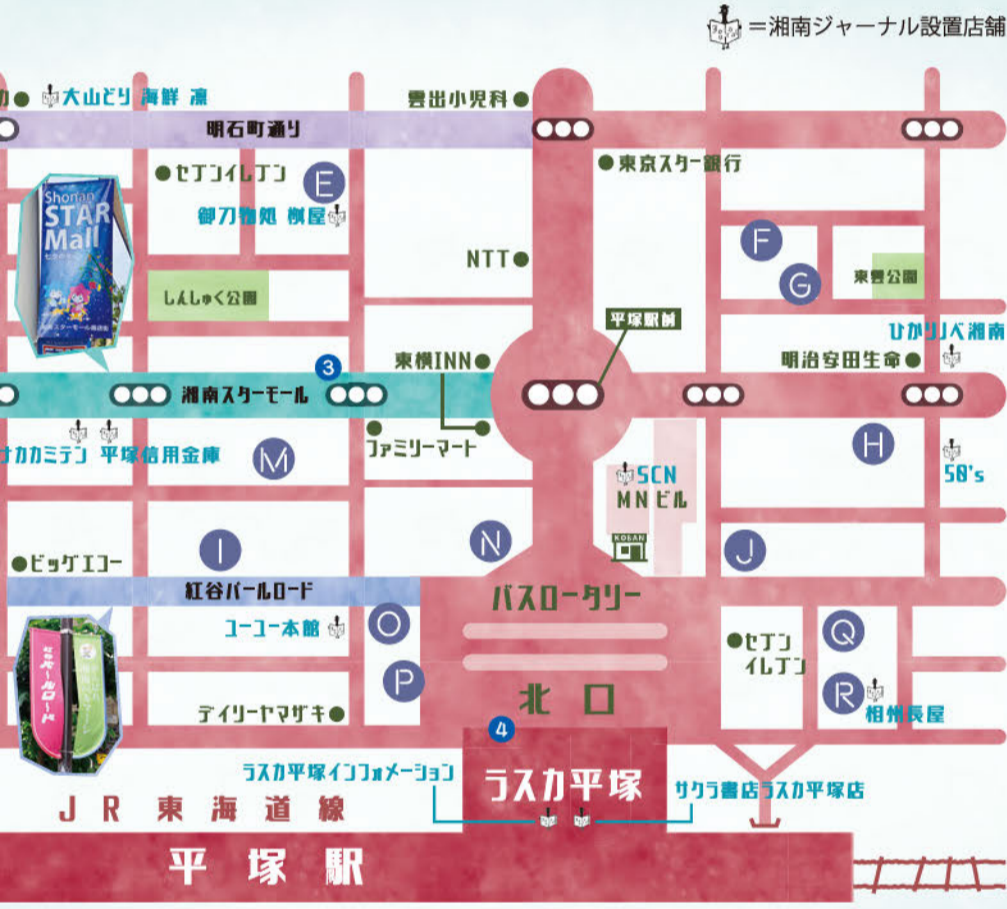 =湘南ジャーナル設置店舗
大山どり 海鮮 凛
雲出小児科
明石町通り
東京スター銀行
セブンイレブン
E
御刀物処 桝屋
Shonan
STAR
Mall
F
NTT
G
東雲公園
しんしゅく公園
平塚駅前
ひかりJベ湘南
3
東横INN
明治安田生命
湘南スターモール
ファミリーマート
ナカカミテン 平塚信用金庫
M
H
SCN
MNビル
50's
N
KOBAN
J
I
ビッグエコー
紅谷パールロード
バスロータリー
ユーユー本館
O
セブン
イレブン
Q
P
R
相州長屋
北口
デイリーヤマザキ
4
ラスカ平塚インフォメーション
ラスカ平塚
サクラ書店ラスカ平塚店
JR東海道線
平塚駅